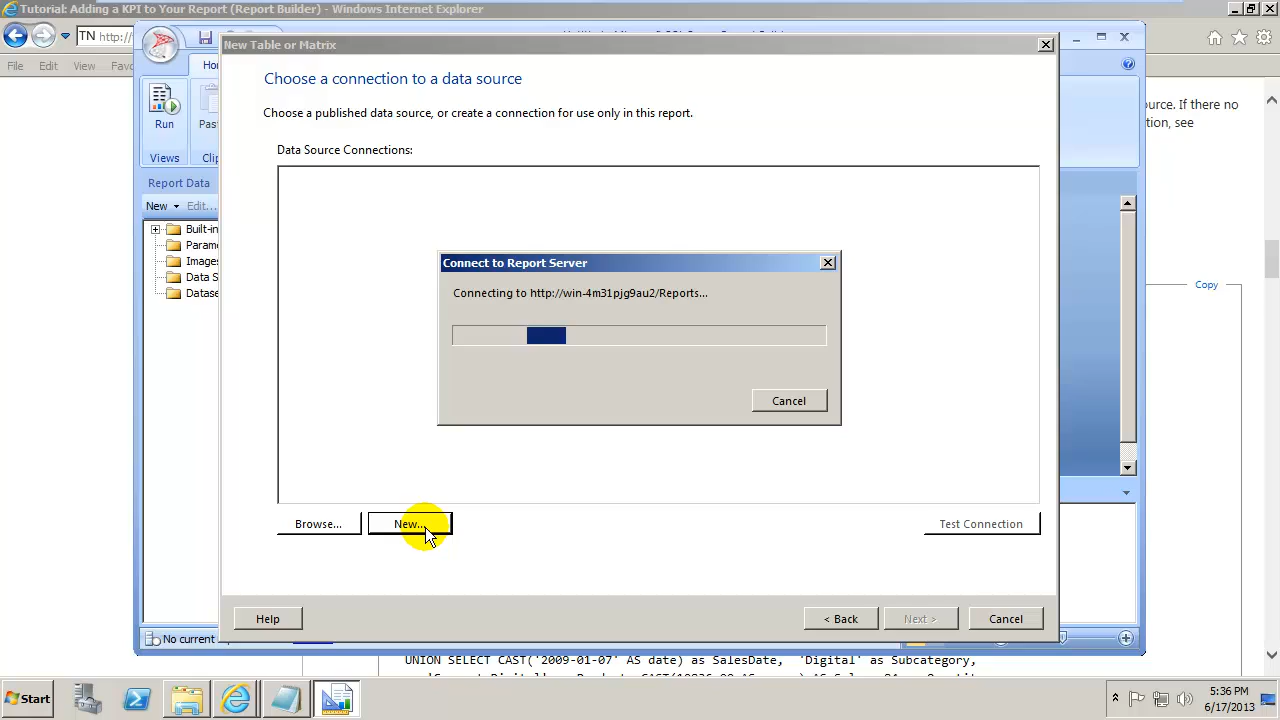 Tutorial: Adding a KPI to Your Report (Report Builder) - Windows Internet Explorer
TN http://
File Edit View Favo
New Table or Matrix
Ho
Choose a connection to a data source
Choose a published data source, or create a connection for use only in this report.
Data Source Connections:
Run
Pas
Views
Clip
Report Data
New Edit...
Built-in
Param
Images
Data S
Datase
Connect to Report Server
Connecting to http://win-4m31pjg9au2/Reports...
Cancel
Browse...
New...
Test Connection
Help
< Back
Next >
Cancel
No current
ource. If there no
tion, see
Copy
UNION SELECT CAST('2009-01-07' AS date) as SalesDate, 'Digital' as Subcategory,
Start
5:36 PM
6/17/2013